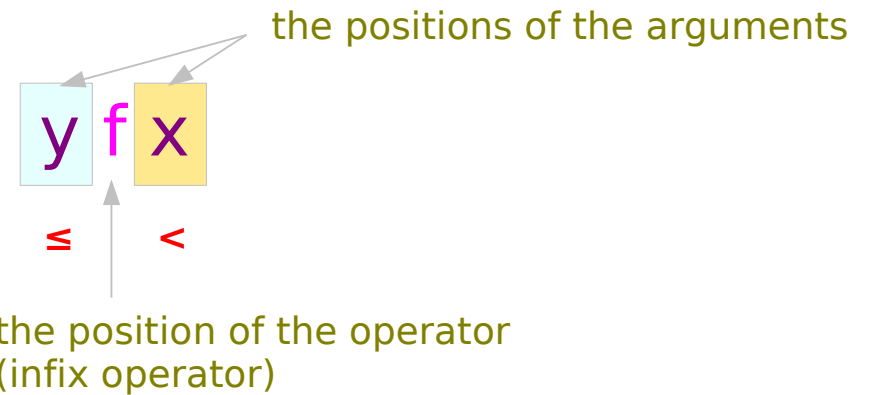 the positions of the arguments
y f x
≤ <
the position of the operator
(infix operator)